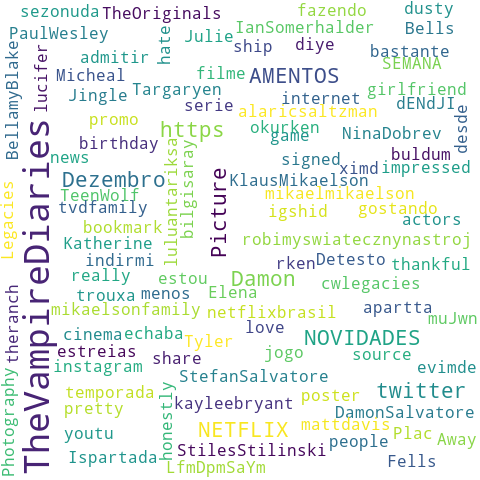 sezonuda TheOriginals fazendo dusty
PaulWesley hate Julie IanSomerhalder Bells
ship diye bastante
admitir SEMANA
BellamyBlake lucifer Micheal filme AMENTOS girlfriend
Jingle Targaryen internet dENdJI
serie alaricsaltzman desde
promo https okurken NinaDobrev
birthday game
news luluantariksa bilgisaray signed buldum
Dezembro Picture KlausMikaelson ximd impressed
TeenWolf mikaelmikaelson
Legacies tvdfamily igshid gostando
bookmark actors
TheVampireDiaries Katherine robimyswiatecznynastroj
indirmi rken Detesto thankful
really estou Damon cwlegacies
trouxa menos Elena
theranch mikaelsonfamily netflixbrasil apartta muJwn
cinema echaba love NOVIDADES
estreias Tyler
share jogo source
instagram evimde
Photography StefanSalvatore
temporada honestly poster twitter
pretty kayleebryant DamonSalvatore
youtu NETFLIX mattdavis Plac
StilesStilinski people Away
Ispartada Fells
LfmDpmSaYm